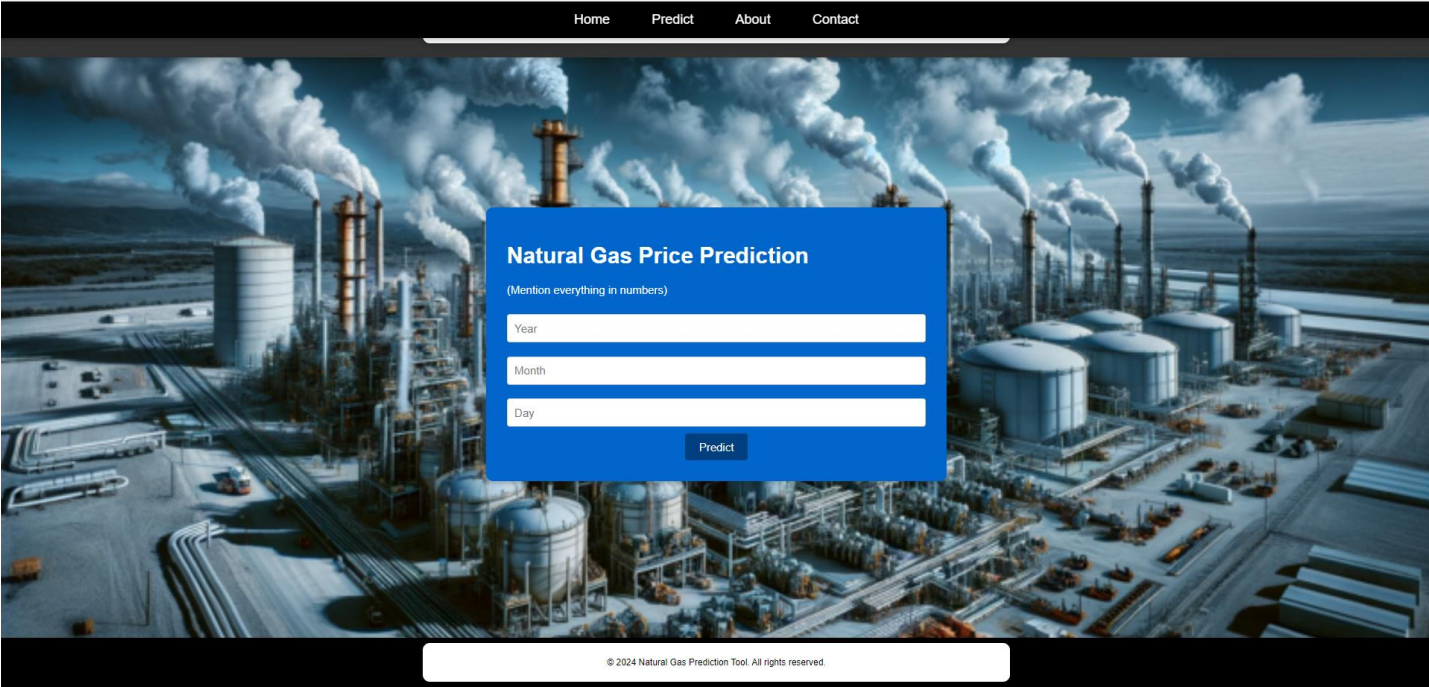 Home Predict About Contact
Natural Gas Price Prediction
(Mention everything in numbers)
Year
Month
Day
Predict
© 2024 Natural Gas Prediction Tool. All rights reserved.